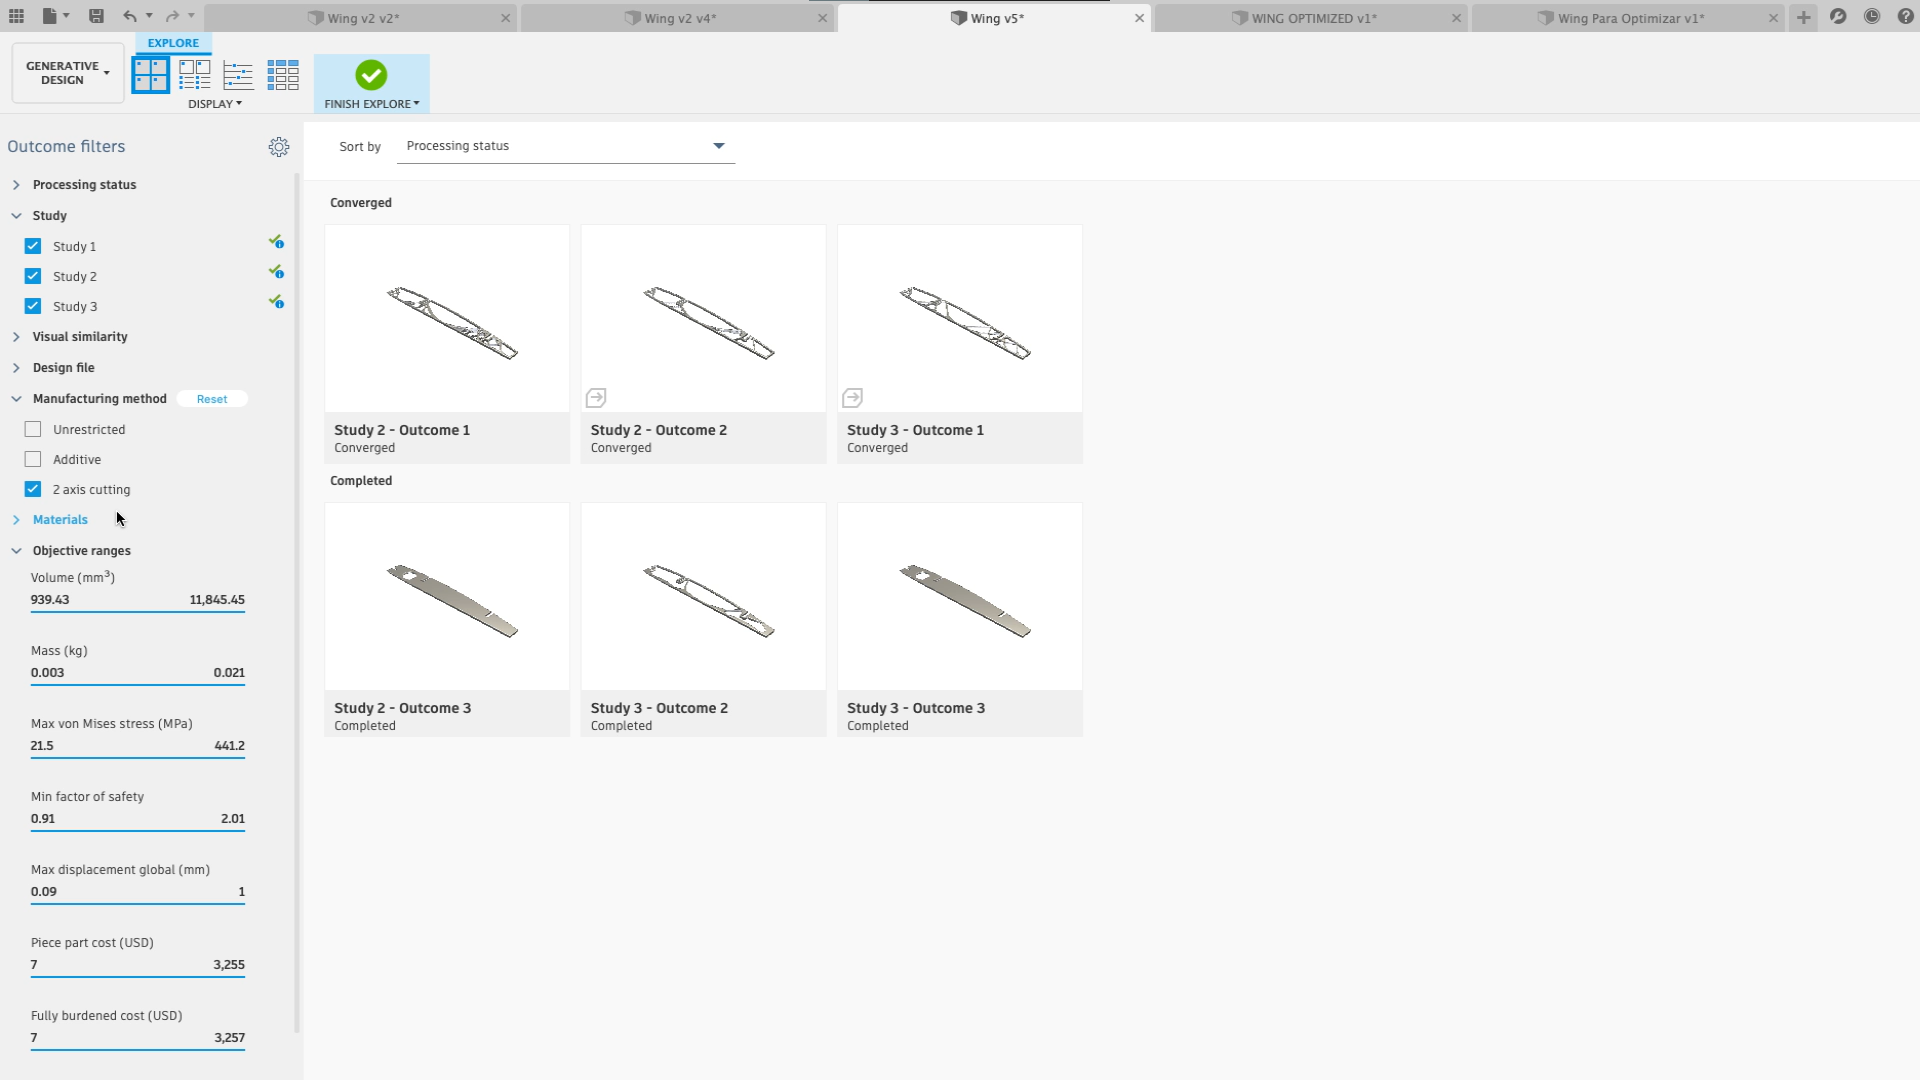 Wing v2 v2*
Wing v2 v4*
Wing v5*
WING OPTIMIZED v1*
Wing Para Optimizar v1*
EXPLORE
GENERATIVE
DESIGN
DISPLAY
FINISH EXPLORE
Outcome filters
Processing status
Study
Study 1
Study 2
Study 3
Visual similarity
Design file
Manufacturing method
Reset
Unrestricted
Additive
2 axis cutting
Materials
Objective ranges
Volume (mm³)
939.43 11,845.45
Mass (kg)
0.003 0.021
Max von Mises stress (MPa)
21.5 441.2
Min factor of safety
0.91 2.01
Max displacement global (mm)
0.09 1
Piece part cost (USD)
7 3,255
Fully burdened cost (USD)
7 3,257
Sort by
Processing status
Converged
Study 2 - Outcome 1
Converged
Study 2 - Outcome 2
Converged
Study 3 - Outcome 1
Converged
Completed
Study 2 - Outcome 3
Completed
Study 3 - Outcome 2
Completed
Study 3 - Outcome 3
Completed